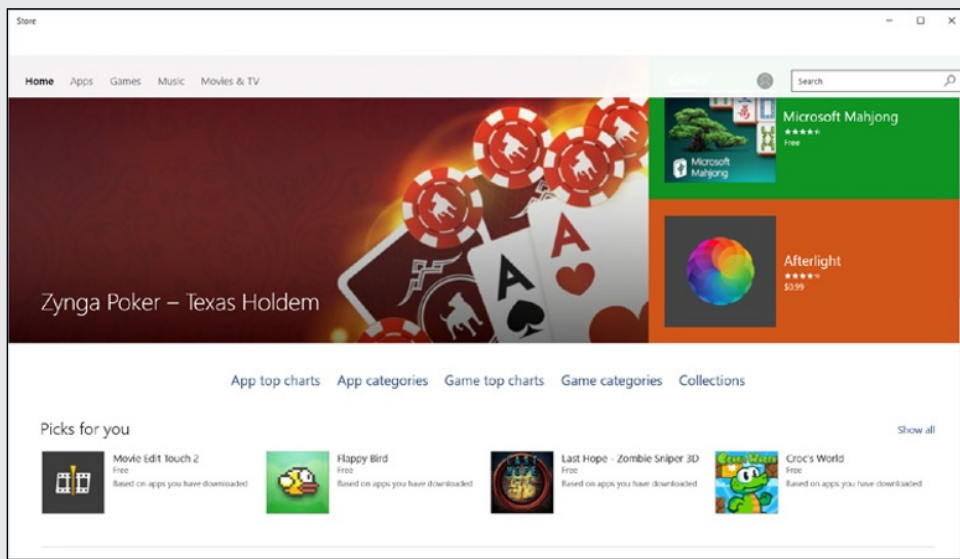 Store
Home Apps Games Music Movies & TV
Search
Zynga Poker – Texas Holdem
A
A
Microsoft Mahjong
Free
Microsoft
Mahjong
Afterlight
$0.99
App top charts App categories Game top charts Game categories Collections
Picks for you
Show all
Movie Edit Touch 2
Free
Based on apps you have downloaded
Flappy Bird
Free
Based on apps you have downloaded
LAST
HOPE
Last Hope - Zombie Sniper 3D
Free
Based on apps you have downloaded
Croc's World
Free
Based on apps you have downloaded